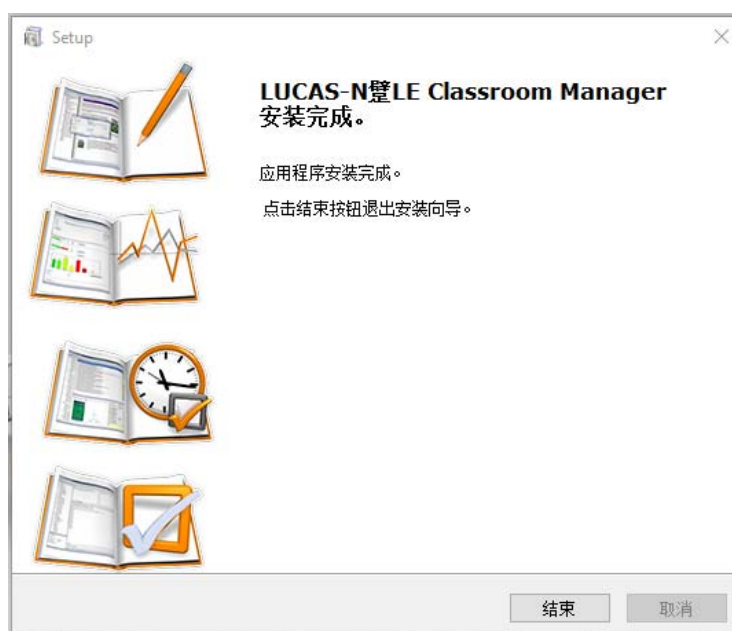 Setup
LUCAS-N躄LE Classroom Manager
安装完成。
应用程序安装完成。
点击结束按钮退出安装向导。
结束
取消